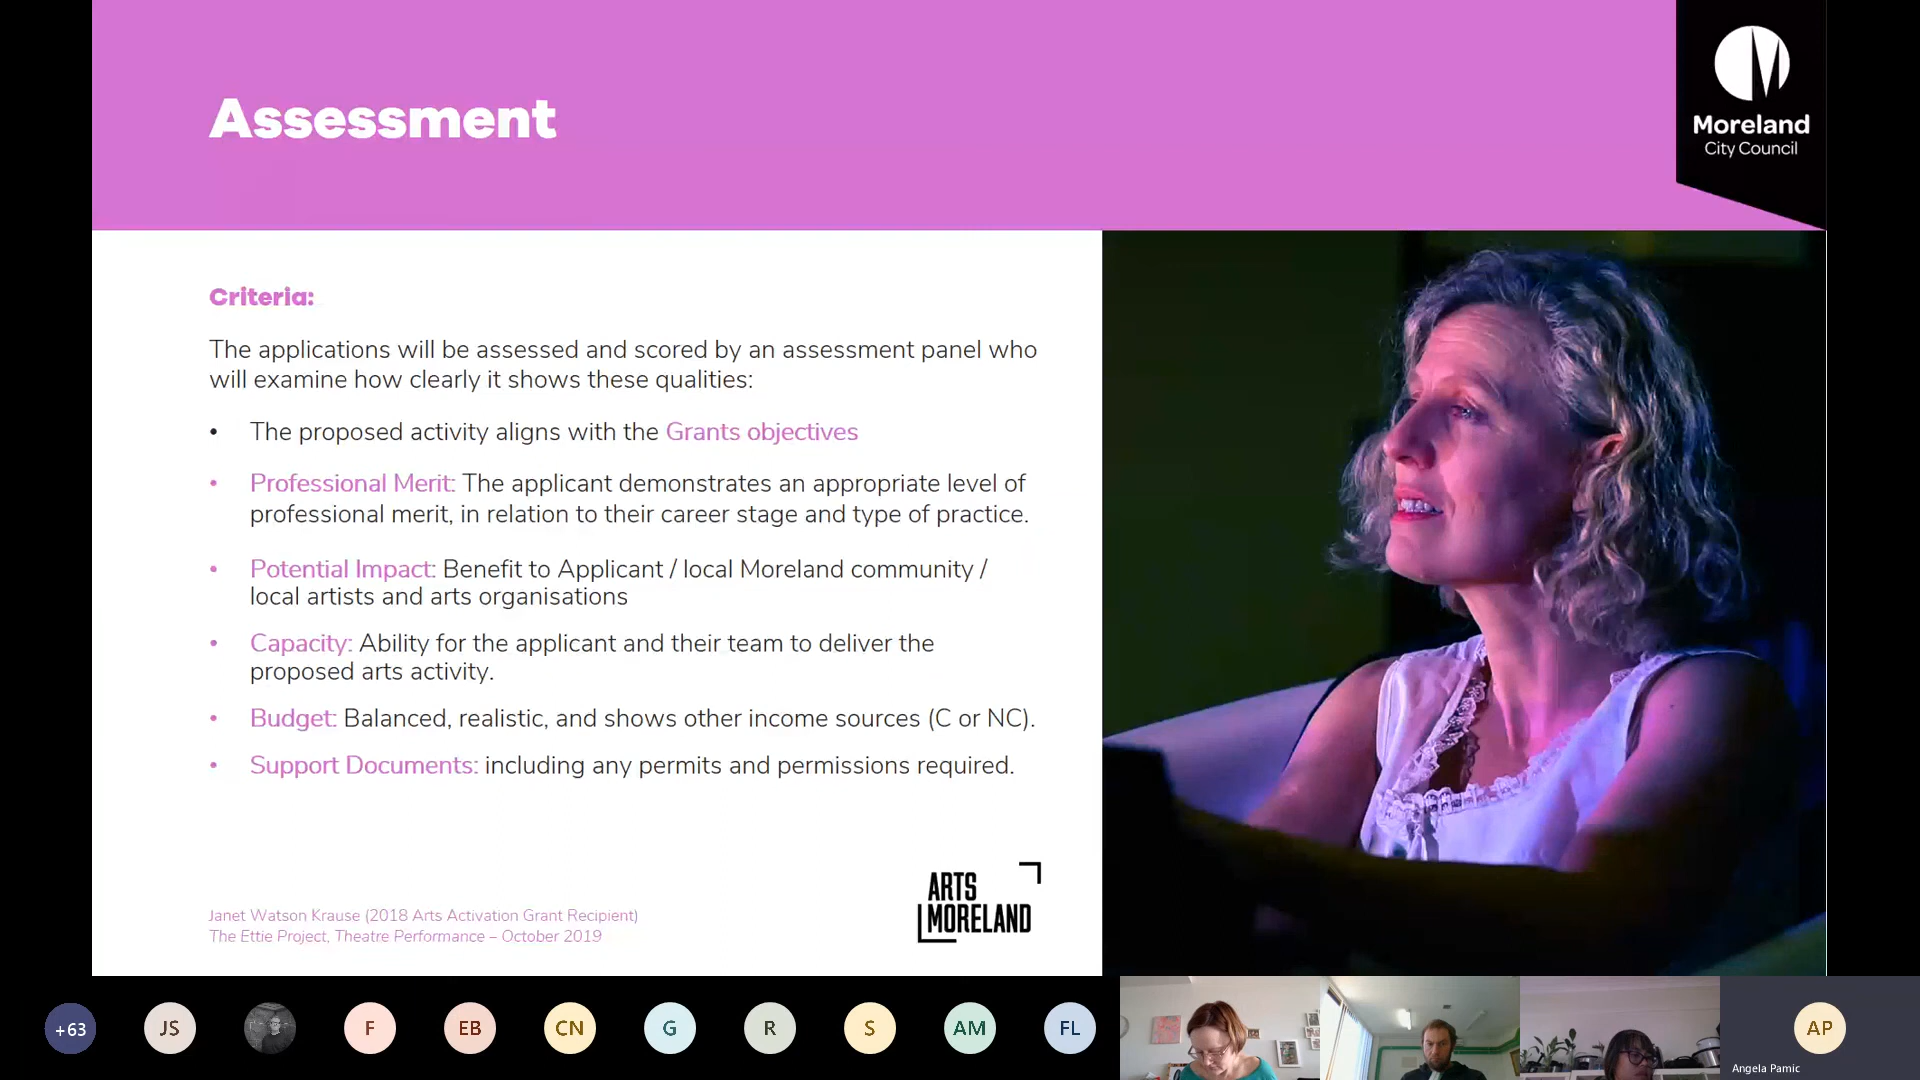 Assessment
Moreland
City Council
Criteria:
The applications will be assessed and scored by an assessment panel who
will examine how clearly it shows these qualities:
• The proposed activity aligns with the Grants objectives
• Professional Merit: The applicant demonstrates an appropriate level of
professional merit, in relation to their career stage and type of practice.
• Potential Impact: Benefit to Applicant / local Moreland community /
local artists and arts organisations
• Capacity: Ability for the applicant and their team to deliver the
proposed arts activity.
• Budget: Balanced, realistic, and shows other income sources (C or NC).
• Support Documents: including any permits and permissions required.
Janet Watson Krause (2018 Arts Activation Grant Recipient)
The Ettie Project, Theatre Performance – October 2019
ARTS
MORELAND
+63
JS
F
EB
CN
G
R
S
AM
FL
AP
Angela Pamic